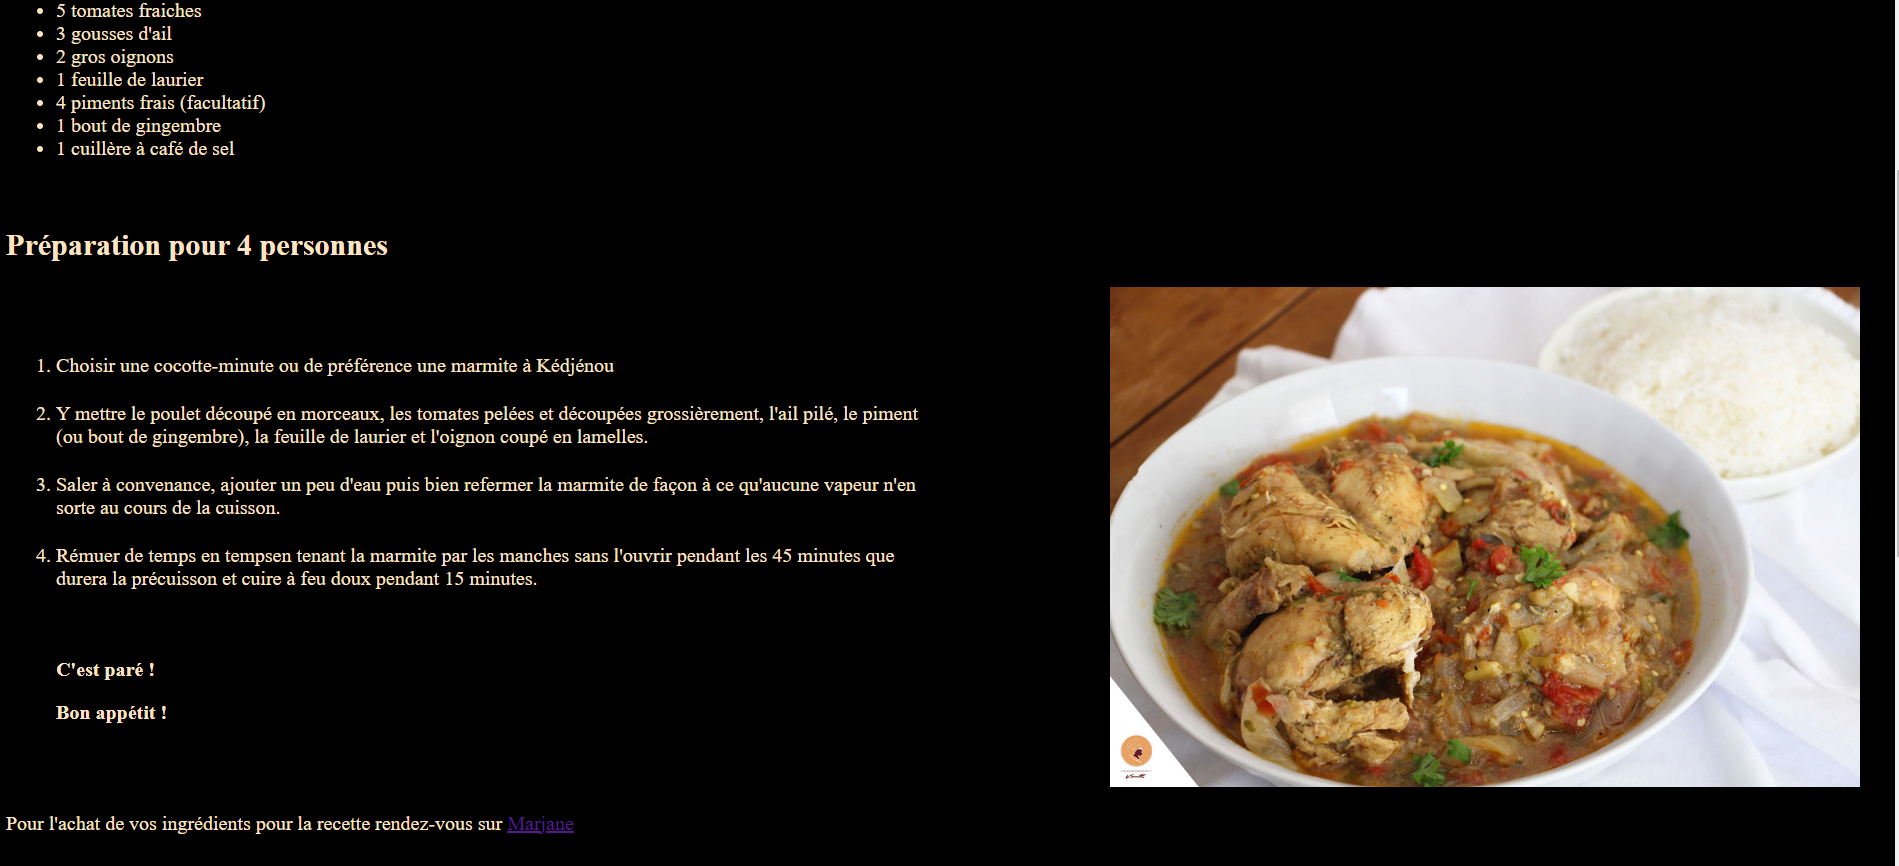 5 tomates fraiches
3 gousses d'ail
2 gros oignons
1 feuille de laurier
4 piments frais (facultatif)
1 bout de gingembre
1 cuillère à café de sel
Préparation pour 4 personnes
1. Choisir une cocotte-minute ou de préférence une marmite à Kédjénou
2. Y mettre le poulet découpé en morceaux, les tomates pelées et découpées grossièrement, l'ail pilé, le piment
(ou bout de gingembre), la feuille de laurier et l'oignon coupé en lamelles.
3. Saler à convenance, ajouter un peu d'eau puis bien refermer la marmite de façon à ce qu'aucune vapeur n'en
sorte au cours de la cuisson.
4. Rémuer de temps en tempsen tenant la marmite par les manches sans l'ouvrir pendant les 45 minutes que
durera la précuisson et cuire à feu doux pendant 15 minutes.
C'est paré !
Bon appétit !
Pour l'achat de vos ingrédients pour la recette rendez-vous sur Marjane